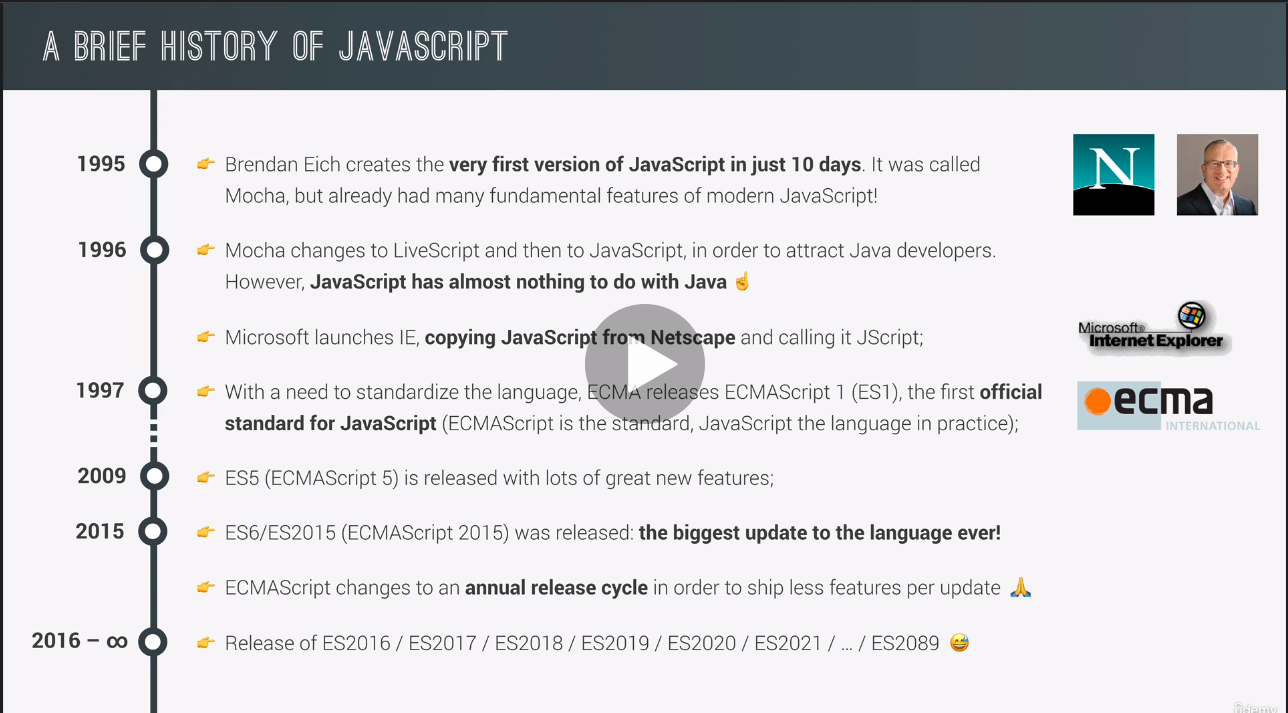 A BRIEF HISTORY OF JAVASCRIPT
1995
👉 Brendan Eich creates the very first version of JavaScript in just 10 days. It was called
Mocha, but already had many fundamental features of modern JavaScript!
N
1996
👉 Mocha changes to LiveScript and then to JavaScript, in order to attract Java developers.
However, JavaScript has almost nothing to do with Java ☝️
👉 Microsoft launches IE, copying JavaScript from Netscape and calling it JScript;
Microsoft®
Internet Explorer
1997
👉 With a need to standardize the language, ECMA releases ECMAScript 1 (ES1), the first official
standard for JavaScript (ECMAScript is the standard, JavaScript the language in practice);
ecma
INTERNATIONAL
2009
👉 ES5 (ECMAScript 5) is released with lots of great new features;
2015
👉 ES6/ES2015 (ECMAScript 2015) was released: the biggest update to the language ever!
👉 ECMAScript changes to an annual release cycle in order to ship less features per update 🙏
2016 – ∞
👉 Release of ES2016 / ES2017 / ES2018 / ES2019 / ES2020 / ES2021 / … / ES2089 😅
ûdemy